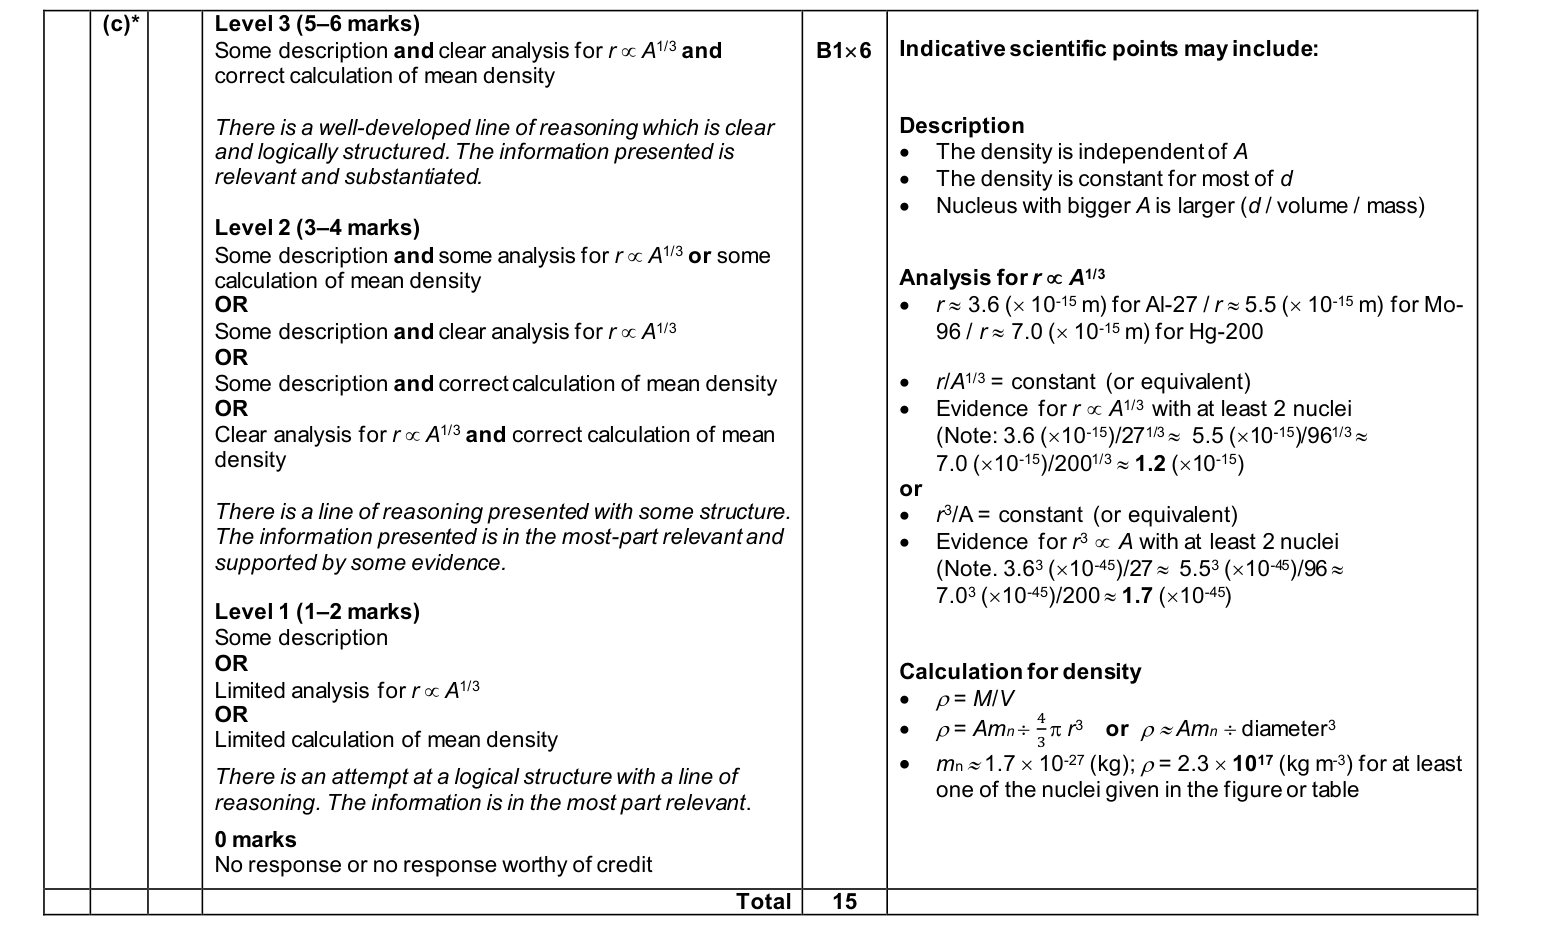 (c)*
Level 3 (5–6 marks)
Some description and clear analysis for r ∝ A1/3 and
correct calculation of mean density
There is a well-developed line of reasoning which is clear
and logically structured. The information presented is
relevant and substantiated.
Level 2 (3–4 marks)
Some description and some analysis for r ∝ A1/3 or some
calculation of mean density
OR
Some description and clear analysis for r ∝ A1/3
OR
Some description and correct calculation of mean density
OR
Clear analysis for r ∝ A1/3 and correct calculation of mean
density
There is a line of reasoning presented with some structure.
The information presented is in the most-part relevant and
supported by some evidence.
Level 1 (1–2 marks)
Some description
OR
Limited analysis for r ∝ A1/3
OR
Limited calculation of mean density
There is an attempt at a logical structure with a line of
reasoning. The information is in the most part relevant.
0 marks
No response or no response worthy of credit
B1×6
Indicative scientific points may include:
Description
• The density is independent of A
• The density is constant for most of d
• Nucleus with bigger A is larger (d / volume / mass)
Analysis for r ∝ A1/3
• r ≈ 3.6 (× 10-15 m) for Al-27 / r ≈ 5.5 (× 10-15 m) for Mo-
96 / r ≈ 7.0 (× 10-15 m) for Hg-200
• r/A1/3 = constant (or equivalent)
• Evidence for r ∝ A1/3 with at least 2 nuclei
(Note: 3.6 (×10-15)/271/3 ≈ 5.5 (×10-15)/961/3 ≈
7.0 (×10-15)/2001/3 ≈ 1.2 (×10-15)
or
• r3/A = constant (or equivalent)
• Evidence for r3 ∝ A with at least 2 nuclei
(Note. 3.63 (×10-45)/27 ≈ 5.53 (×10-45)/96 ≈
7.03 (×10-45)/200 ≈ 1.7 (×10-45)
Calculation for density
• ρ = M/V
• ρ = Amn ÷ 4/3 π r3 or ρ ≈ Amn ÷ diameter3
• mn ≈ 1.7 × 10-27 (kg); ρ = 2.3 × 1017 (kg m-3) for at least
one of the nuclei given in the figure or table
Total 15